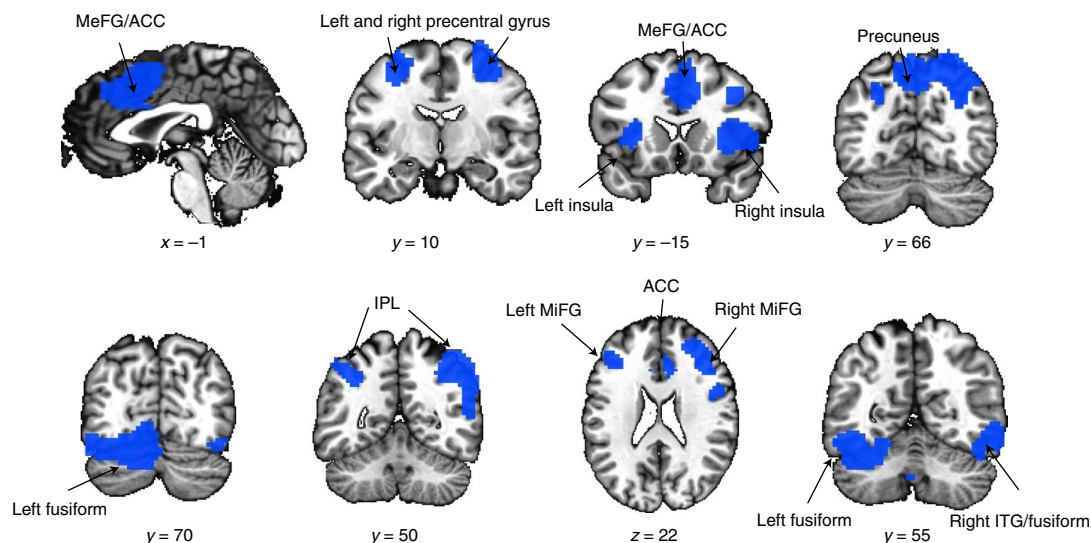 MeFG/ACC
Left and right precentral gyrus
MeFG/ACC
Precuneus
Left insula
Right insula
x = –1
y = 10
y = –15
y = 66
IPL
Left MiFG
ACC
Right MiFG
Left fusiform
Left fusiform
Right ITG/fusiform
y = 70
y = 50
z = 22
y = 55